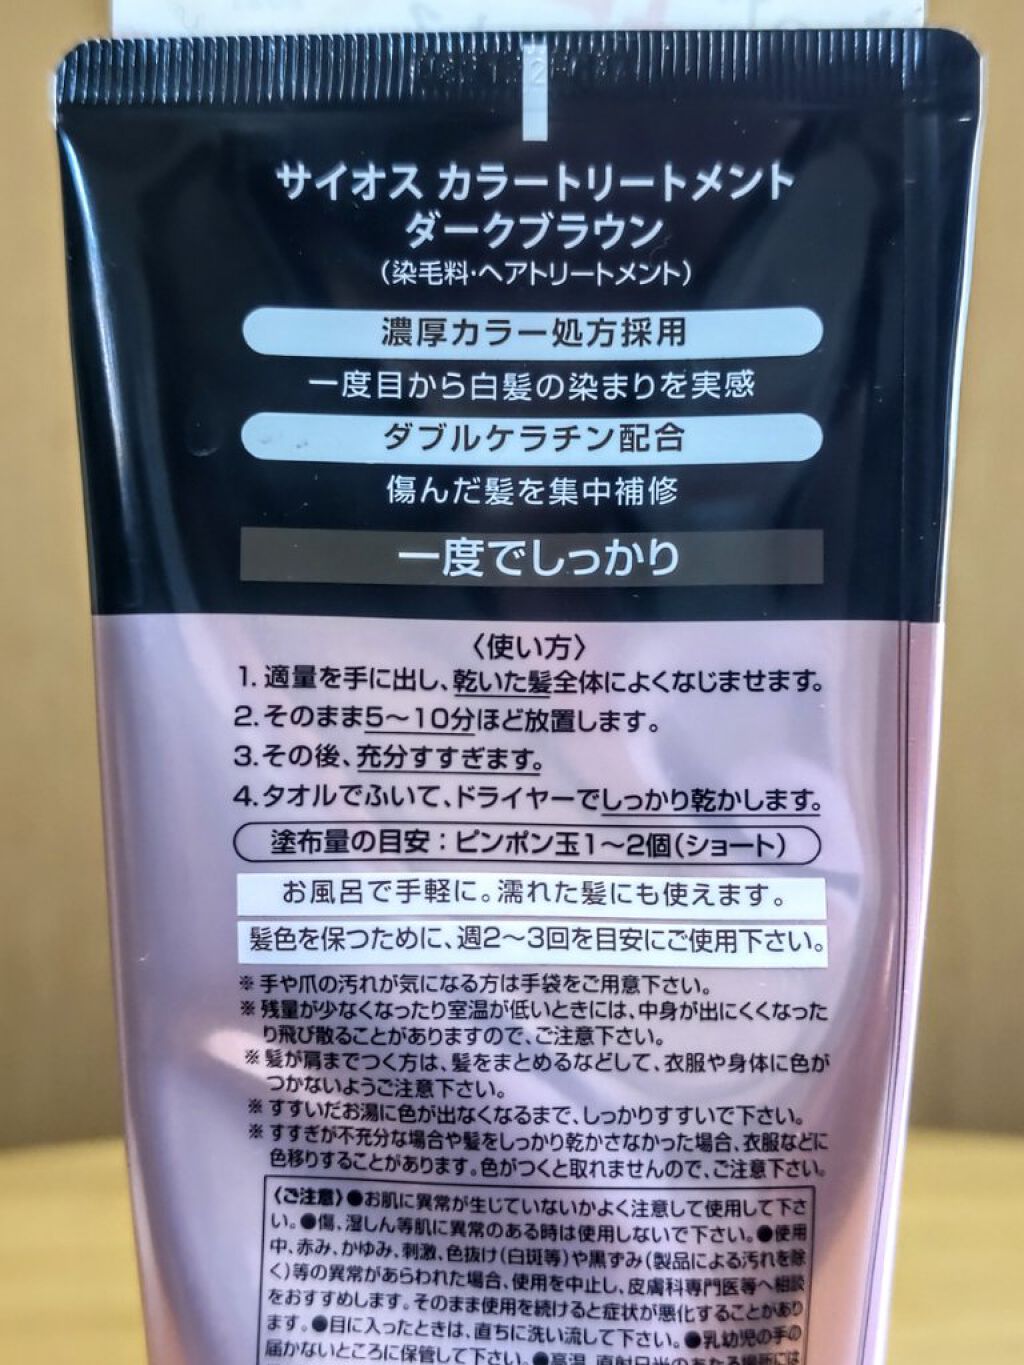 サイオス カラートリートメント
ダークブラウン
(染毛料・ヘアトリートメント)
濃厚カラー処方採用
一度目から白髪の染まりを実感
ダブルケラチン配合
傷んだ髪を集中補修
一度でしっかり
〈使い方〉
1. 適量を手に出し、乾いた髪全体によくなじませます。
2. そのまま5〜10分ほど放置します。
3. その後、充分すすぎます。
4. タオルでふいて、ドライヤーでしっかり乾かします。
塗布量の目安：ピンポン玉1〜2個(ショート)
お風呂で手軽に。濡れた髪にも使えます。
髪色を保つために、週2〜3回を目安にご使用下さい。
※手や爪の汚れが気になる方は手袋をご用意下さい。
※残量が少なくなったり室温が低いときには、中身が出にくくなった
り飛び散ることがありますので、ご注意下さい。
※髪が肩までつく方は、髪をまとめるなどして、衣服や身体に色が
つかないようご注意下さい。
※すすいだお湯に色が出なくなるまで、しっかりすすいで下さい。
※すすぎが不充分な場合や髪をしっかり乾かさなかった場合、衣服などに
色移りすることがあります。色がつくと取れませんので、ご注意下さい。
〈ご注意〉●お肌に異常が生じていないかよく注意して使用して下さ
い。●傷、湿しん等肌に異常のある時は使用しないで下さい。●使用
中、赤み、かゆみ、刺激、色抜け(白斑等)や黒ずみ(製品による汚れを除
く)等の異常があらわれた場合、使用を中止し、皮膚科専門医等へ相談
をおすすめします。そのまま使用を続けると症状が悪化することがあり
ます。●目に入ったときは、直ちに洗い流して下さい。●乳幼児の手の
届かないところに保管して下さい。●高温、直射日光のあたる場所には